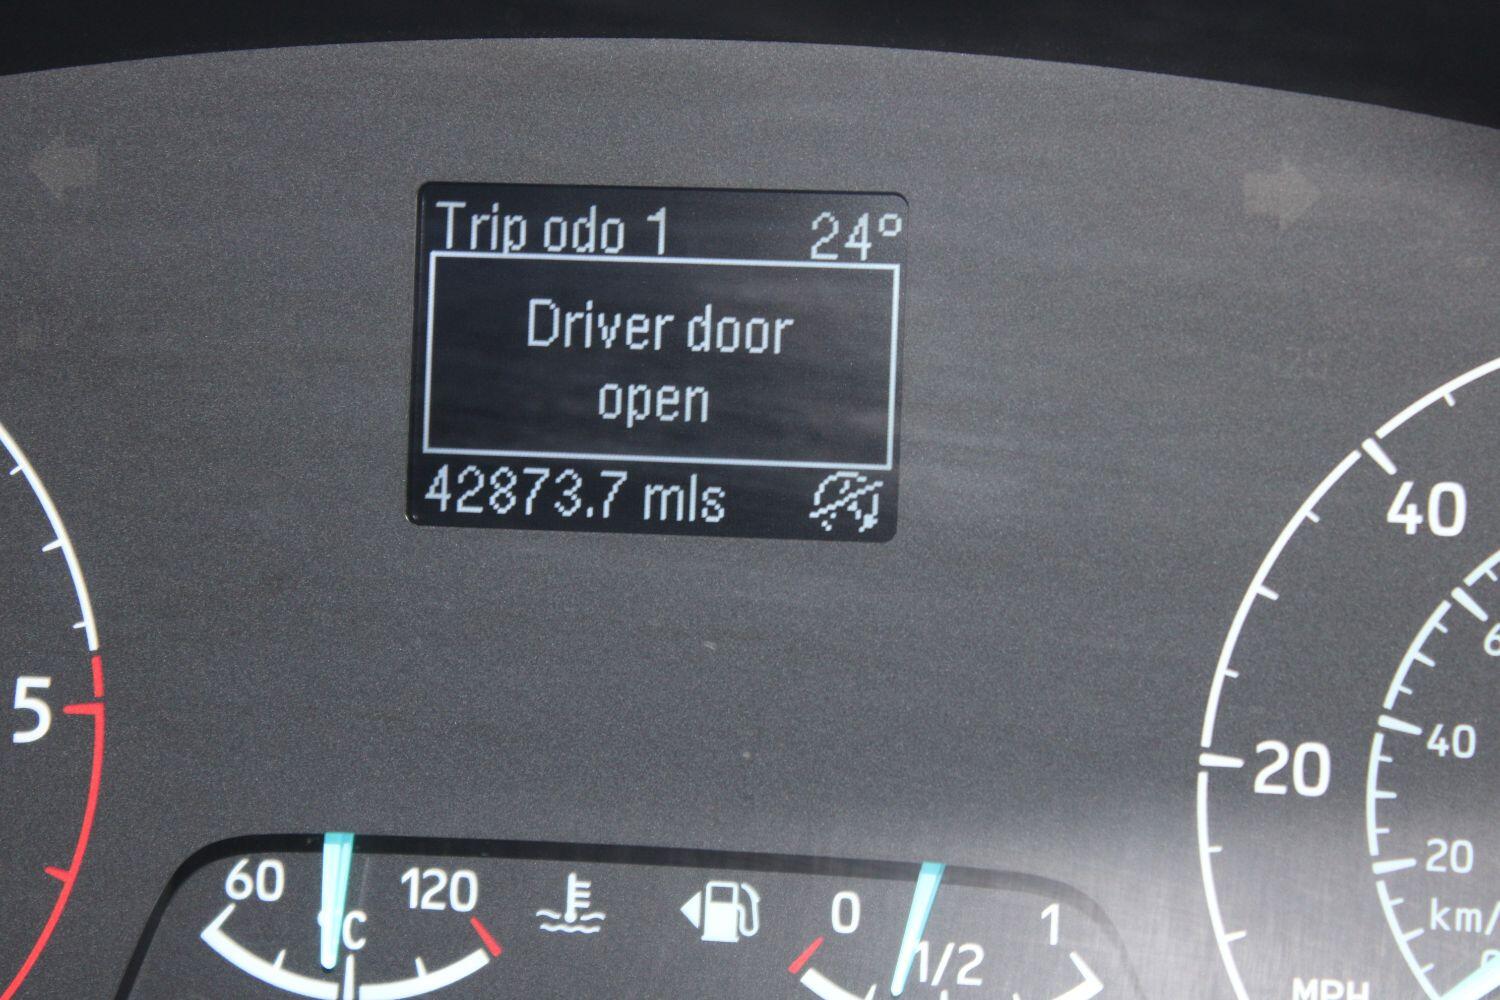 Trip odo 1 24°
Driver door
open
42873.7 mls
5
40
20
MPH
40
20
km/
60
120
°C
0
1/2
1